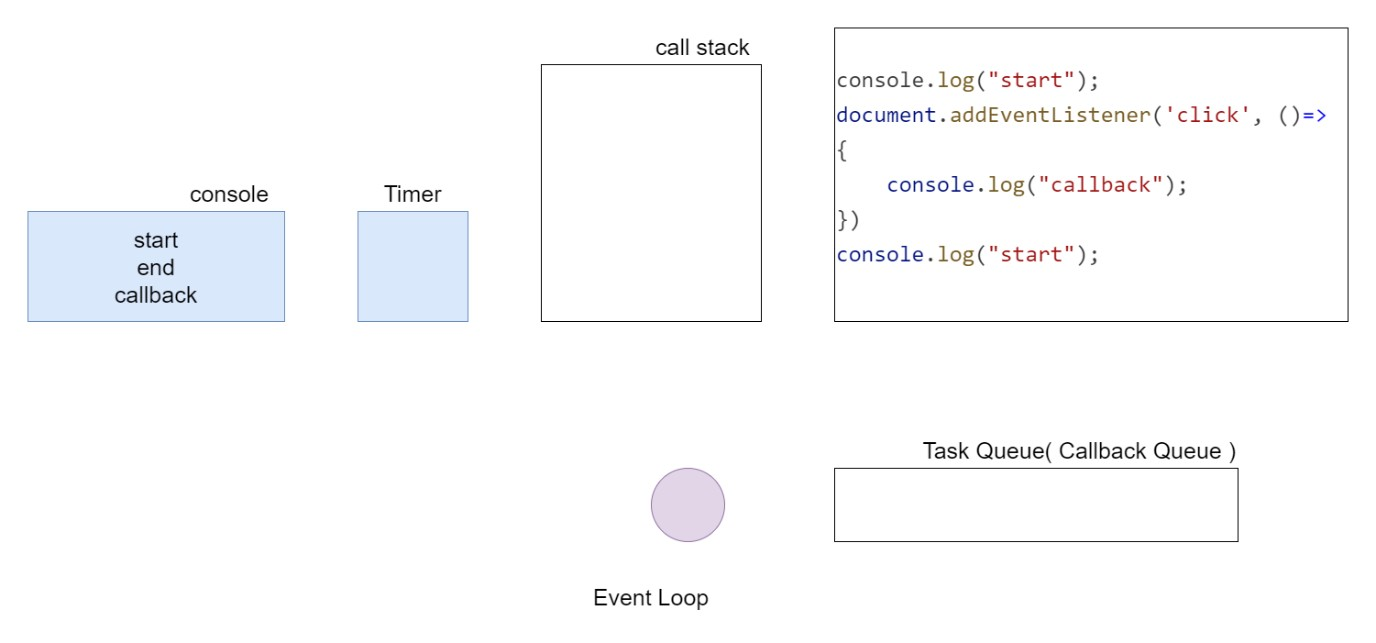 call stack
console.log("start");
document.addEventListener('click', ()=>
{
    console.log("callback");
})
console.log("start");
console
Timer
start
end
callback
Task Queue( Callback Queue )
Event Loop